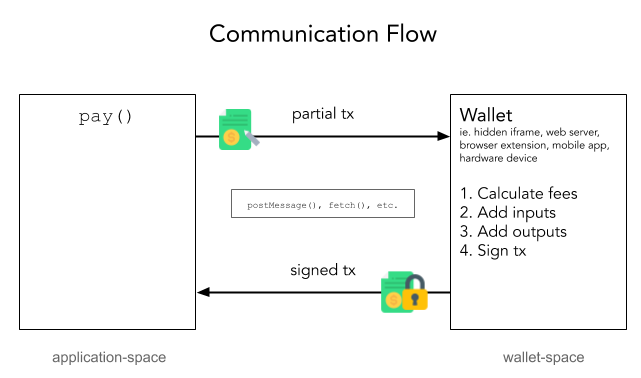 Communication Flow
pay()
partial tx
Wallet
ie. hidden iframe, web server,
browser extension, mobile app,
hardware device
1. Calculate fees
2. Add inputs
3. Add outputs
4. Sign tx
postMessage(), fetch(), etc.
signed tx
application-space
wallet-space